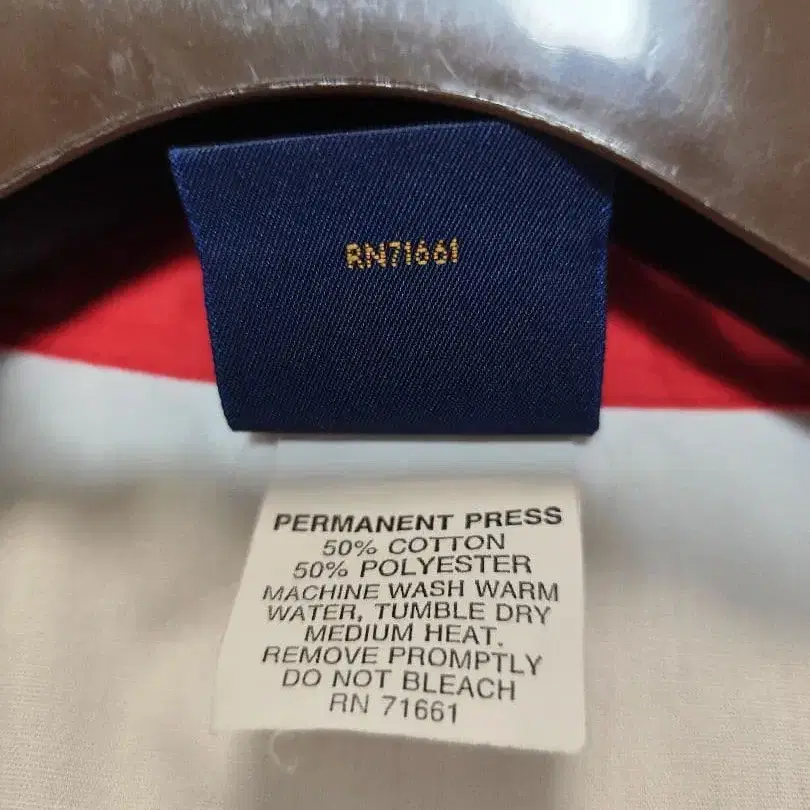 RN71661
PERMANENT PRESS
50% COTTON
50% POLYESTER
MACHINE WASH WARM
WATER, TUMBLE DRY
MEDIUM HEAT.
REMOVE PROMPTLY
DO NOT BLEACH
RN 71661